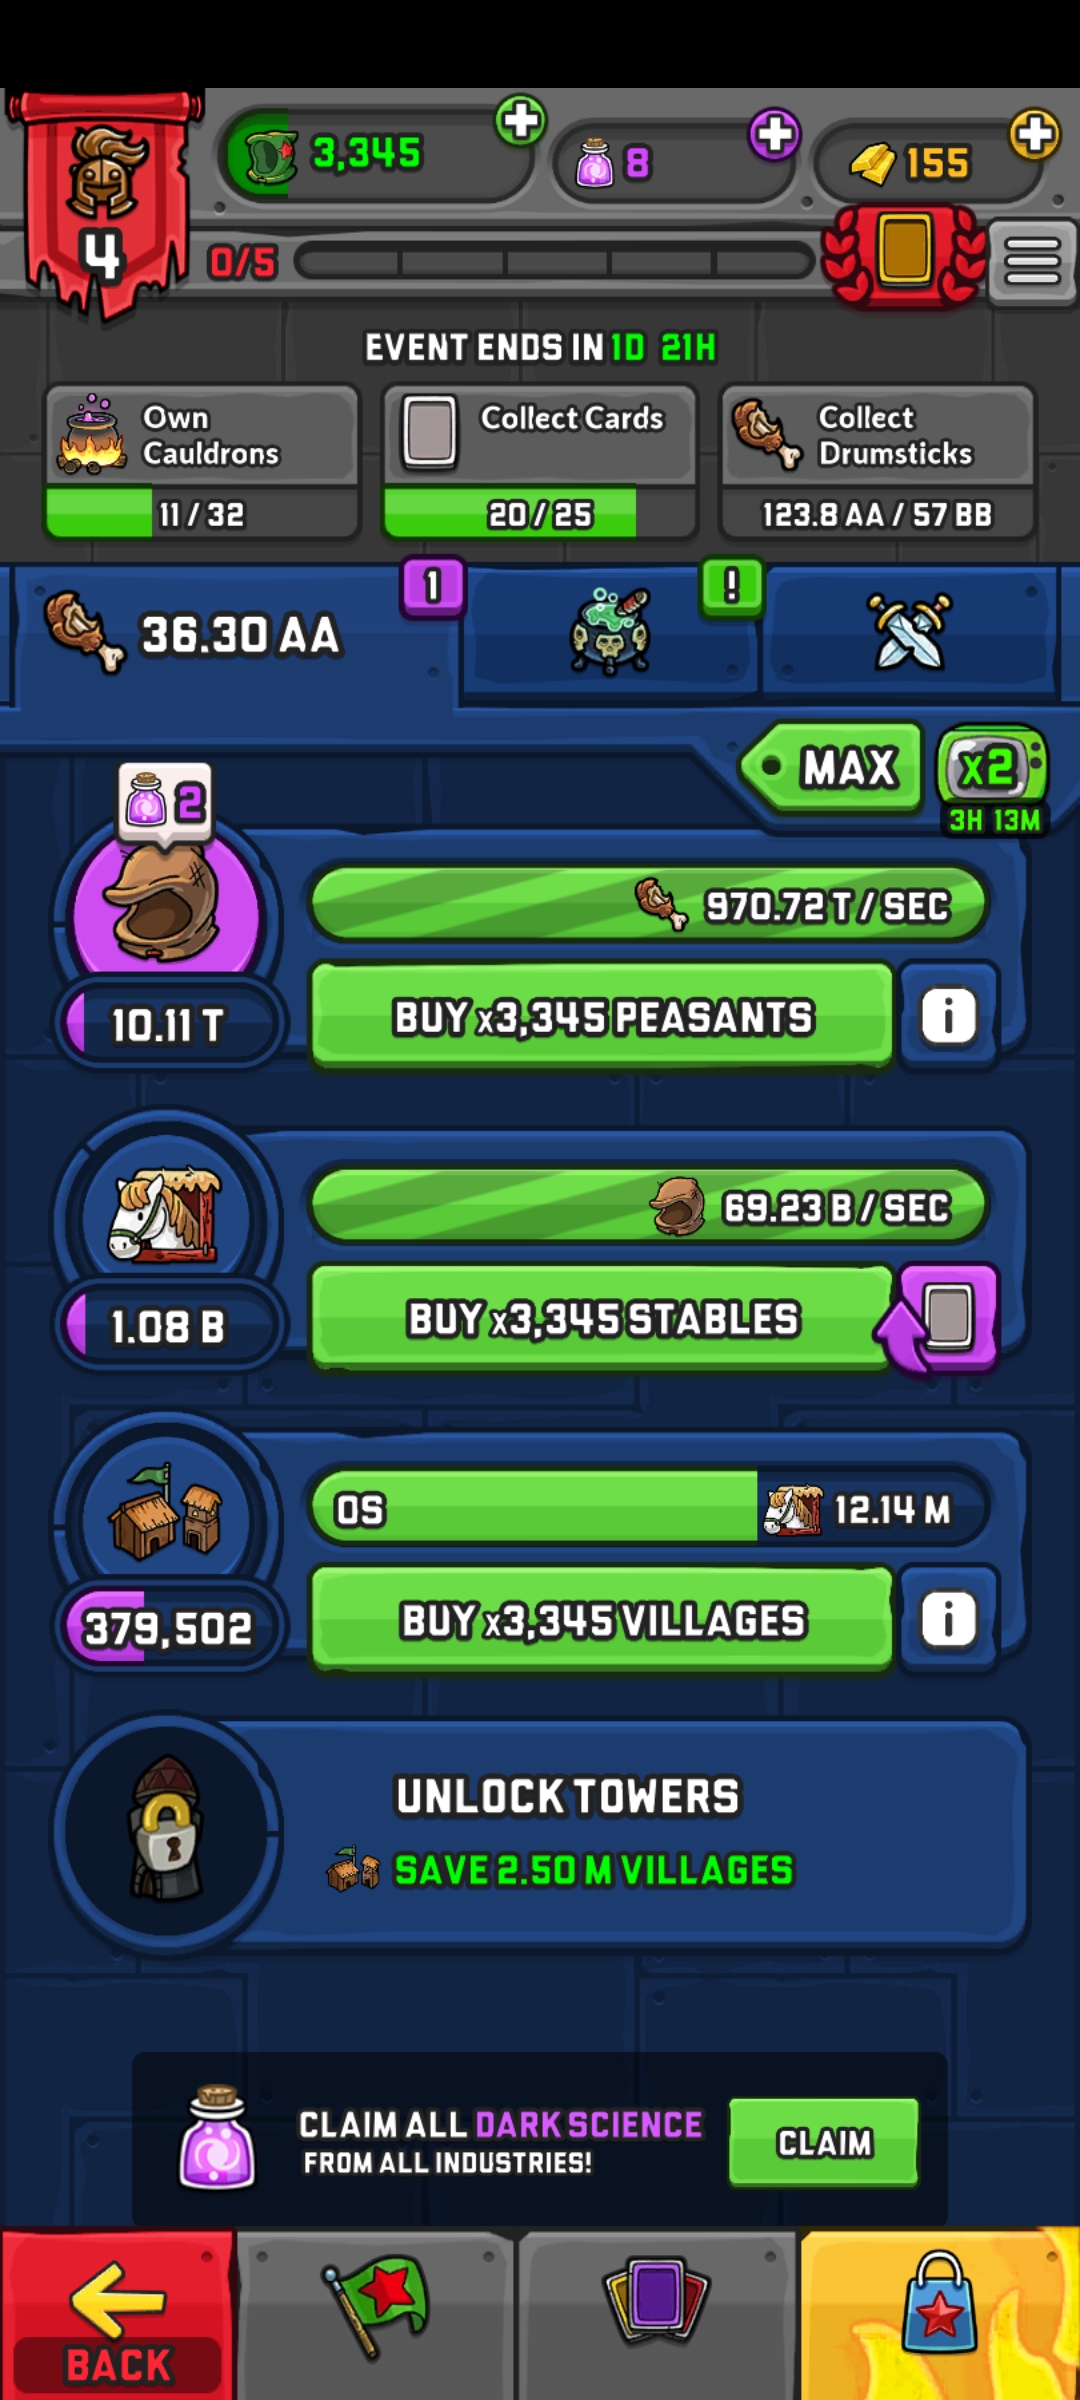 4
3,345
8
155
0/5
EVENT ENDS IN 1D 21H
Own
Cauldrons
11 / 32
Collect Cards
20 / 25
Collect
Drumsticks
123.8 AA / 57 BB
36.30 AA
1
!
MAX
x2
3H 13M
2
970.72 T / SEC
10.11 T
BUY x3,345 PEASANTS
i
69.23 B / SEC
1.08 B
BUY x3,345 STABLES
0S
12.14 M
379,502
BUY x3,345 VILLAGES
i
UNLOCK TOWERS
SAVE 2.50 M VILLAGES
CLAIM ALL DARK SCIENCE
FROM ALL INDUSTRIES!
CLAIM
BACK